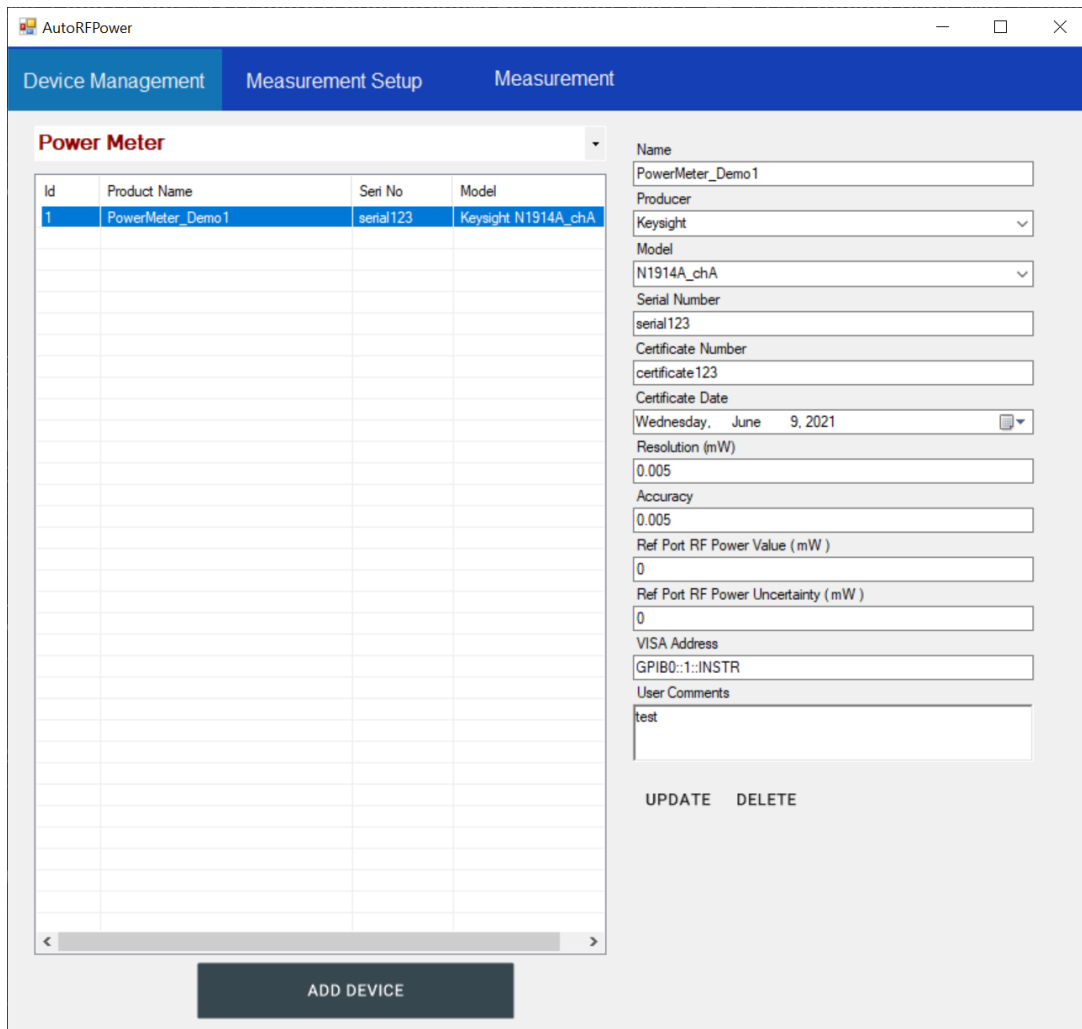 AutoRFPower
Device Management Measurement Setup Measurement
Power Meter
Id Product Name Seri No Model
1 PowerMeter_Demo1 serial123 Keysight N1914A_chA
ADD DEVICE
Name
PowerMeter_Demo1
Producer
Keysight
Model
N1914A_chA
Serial Number
serial123
Certificate Number
certificate123
Certificate Date
Wednesday, June 9, 2021
Resolution (mW)
0.005
Accuracy
0.005
Ref Port RF Power Value ( mW )
0
Ref Port RF Power Uncertainty ( mW )
0
VISA Address
GPIB0::1::INSTR
User Comments
test
UPDATE DELETE